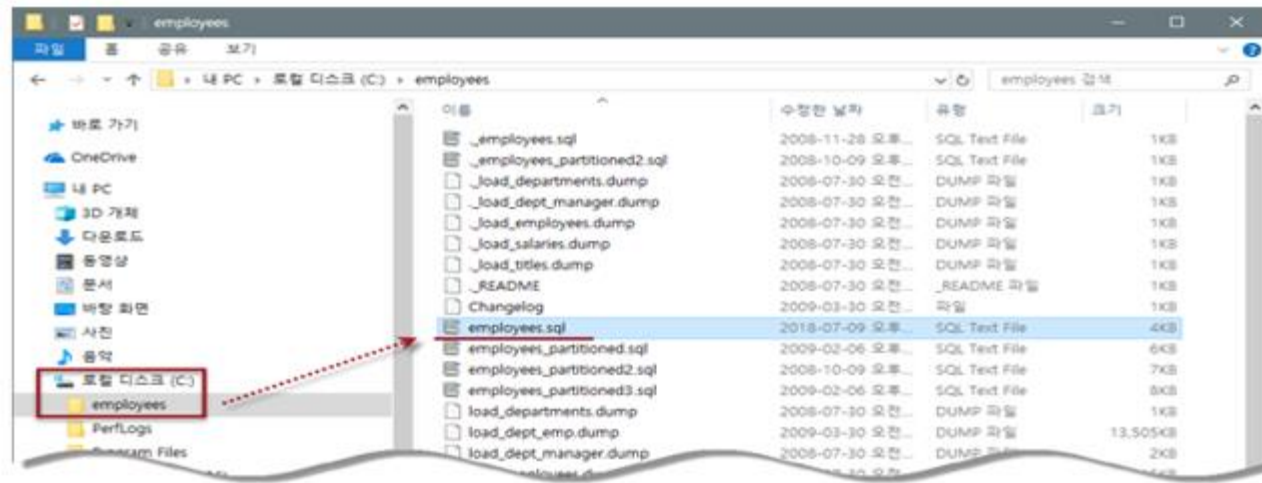 employees
파일 홈 공유 보기
내 PC › 로컬 디스크 (C:) › employees
employees 검색
이름 수정한 날짜 유형 크기
바로 가기
OneDrive
내 PC
3D 개체
다운로드
동영상
문서
바탕 화면
사진
음악
로컬 디스크 (C:)
employees
PerfLogs
Program Files
._employees.sql 2008-11-28 오후... SQL Text File 1KB
._employees_partitioned2.sql 2008-10-09 오후... SQL Text File 1KB
._load_departments.dump 2008-07-30 오전... DUMP 파일 1KB
._load_dept_manager.dump 2008-07-30 오전... DUMP 파일 1KB
._load_employees.dump 2008-07-30 오전... DUMP 파일 1KB
._load_salaries.dump 2008-07-30 오전... DUMP 파일 1KB
._load_titles.dump 2008-07-30 오전... DUMP 파일 1KB
._README 2008-07-30 오전... _README 파일 1KB
Changelog 2009-03-30 오전... 파일 1KB
employees.sql 2018-07-09 오후... SQL Text File 4KB
employees_partitioned.sql 2009-02-06 오후... SQL Text File 6KB
employees_partitioned2.sql 2008-10-09 오후... SQL Text File 7KB
employees_partitioned3.sql 2009-02-06 오후... SQL Text File 8KB
load_departments.dump 2008-07-30 오전... DUMP 파일 1KB
load_dept_emp.dump 2009-03-30 오전... DUMP 파일 13,505KB
load_dept_manager.dump 2008-07-30 오전... DUMP 파일 2KB